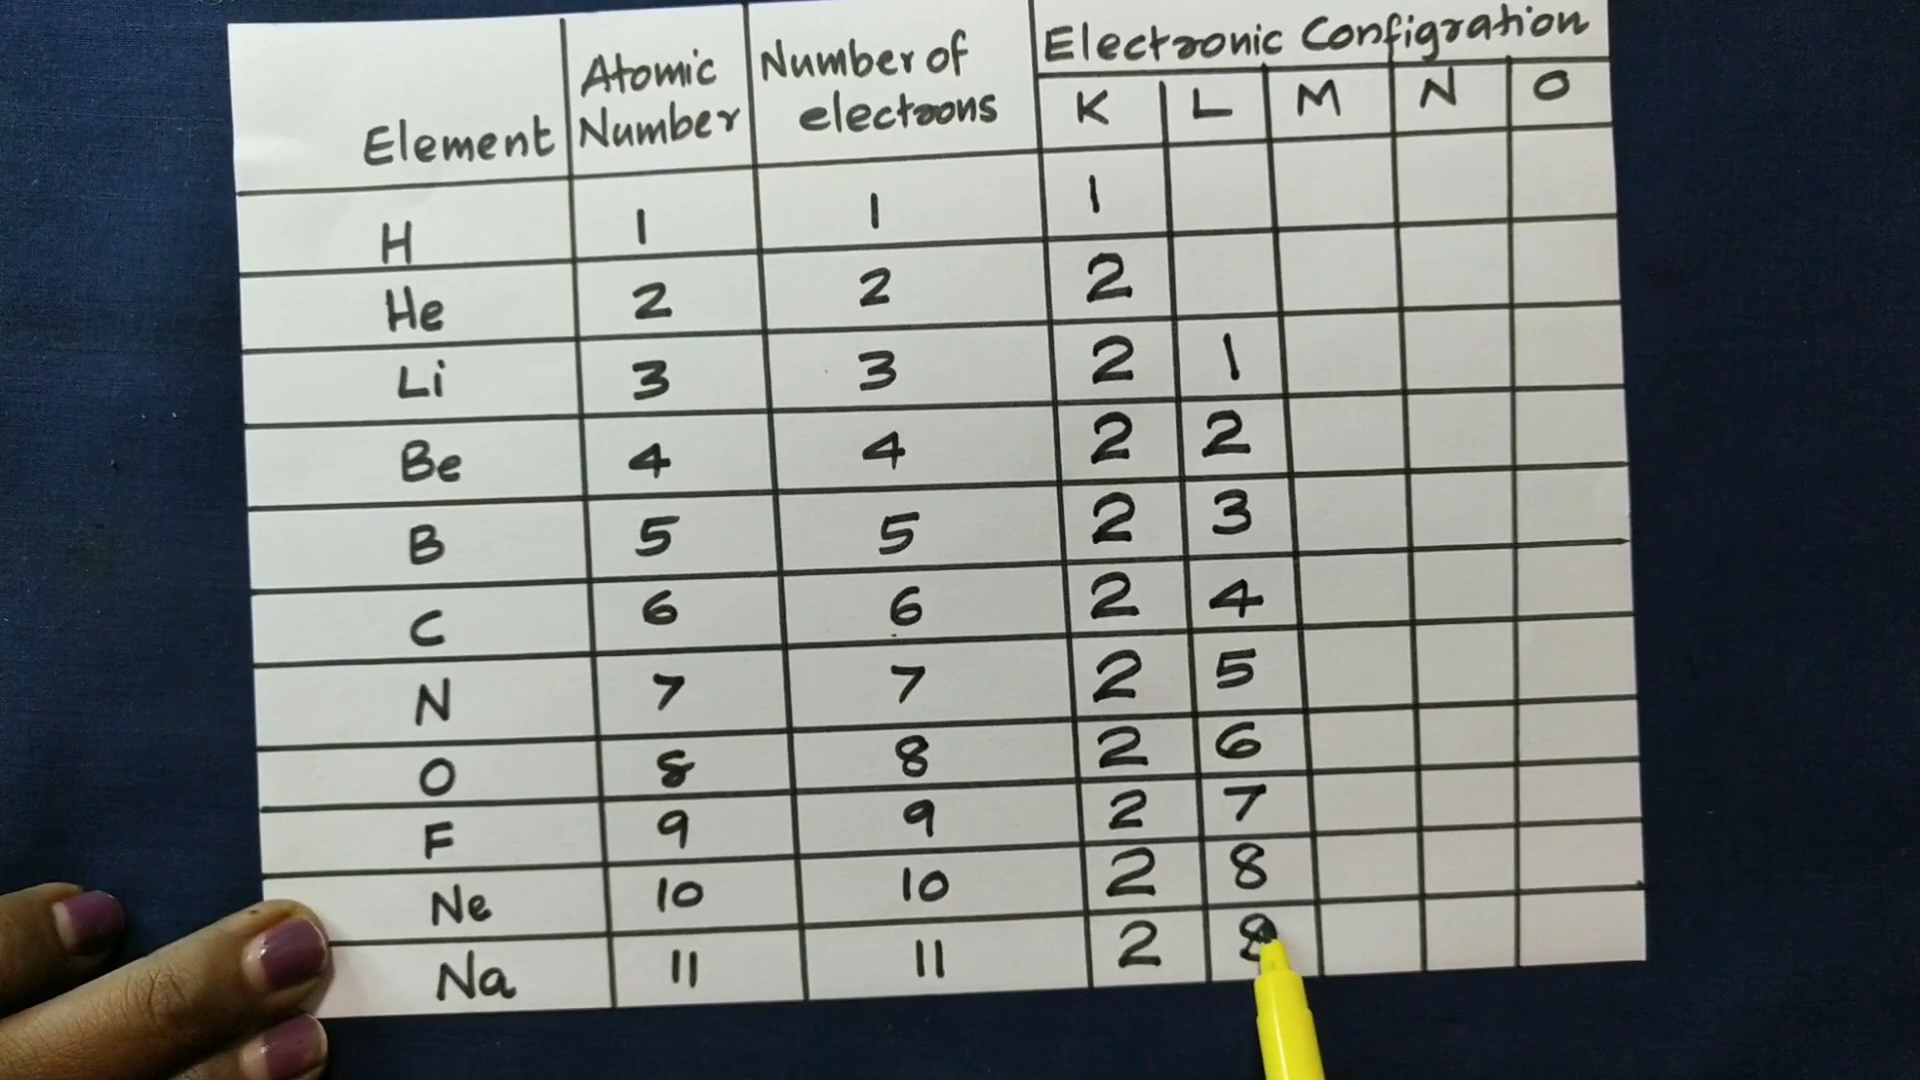 Element Atomic Number Number of electrons Electronic Configration
K L M N O
H 1 1 1
He 2 2 2
Li 3 3 2 1
Be 4 4 2 2
B 5 5 2 3
C 6 6 2 4
N 7 7 2 5
O 8 8 2 6
F 9 9 2 7
Ne 10 10 2 8
Na 11 11 2 8